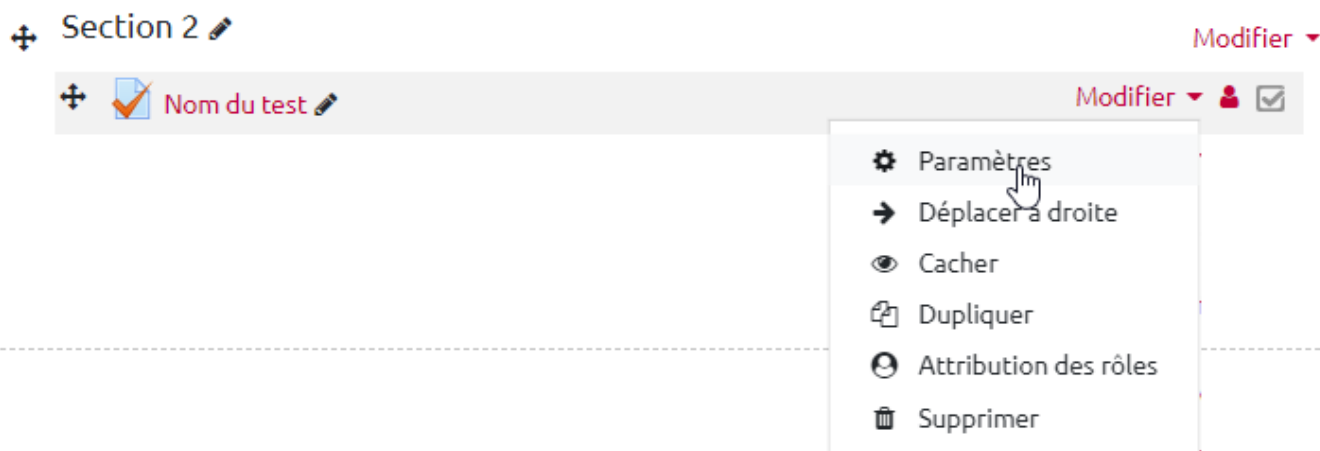 Section 2
Modifier
Nom du test
Modifier
Paramètres
Déplacer à droite
Cacher
Dupliquer
Attribution des rôles
Supprimer